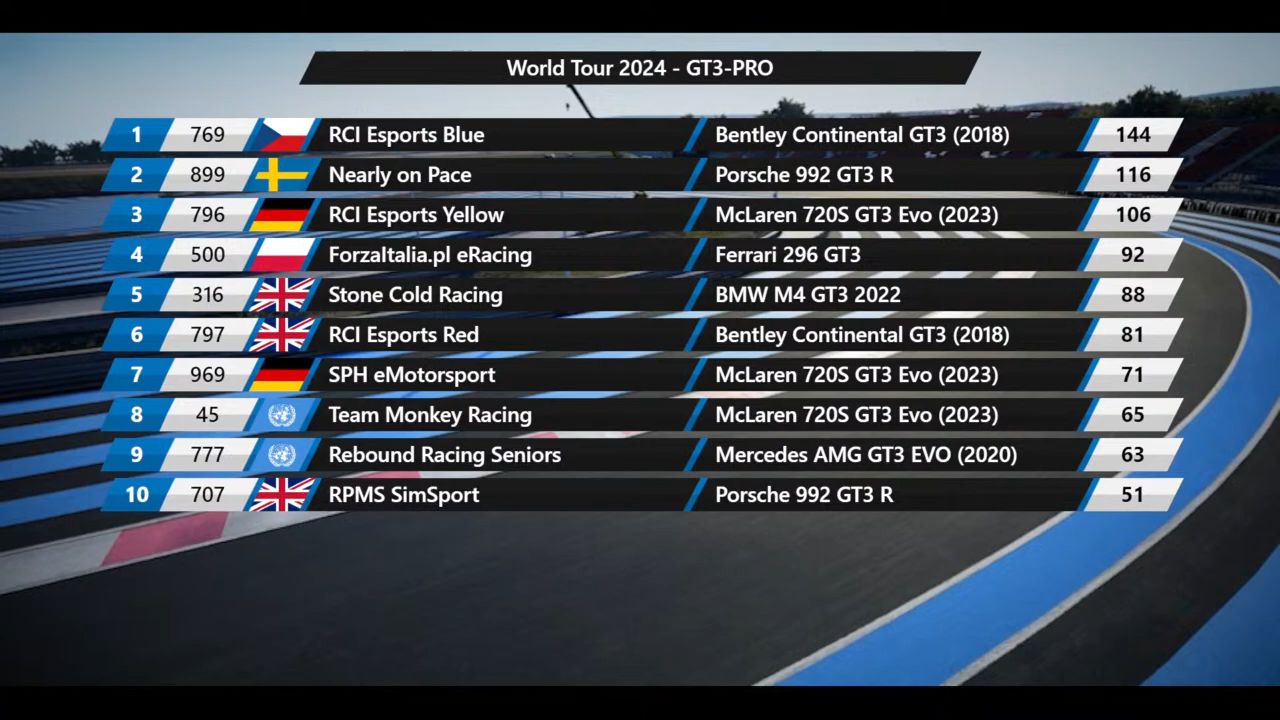 World Tour 2024 - GT3-PRO
1 769 RCI Esports Blue Bentley Continental GT3 (2018) 144
2 899 Nearly on Pace Porsche 992 GT3 R 116
3 796 RCI Esports Yellow McLaren 720S GT3 Evo (2023) 106
4 500 ForzaItalia.pl eRacing Ferrari 296 GT3 92
5 316 Stone Cold Racing BMW M4 GT3 2022 88
6 797 RCI Esports Red Bentley Continental GT3 (2018) 81
7 969 SPH eMotorsport McLaren 720S GT3 Evo (2023) 71
8 45 Team Monkey Racing McLaren 720S GT3 Evo (2023) 65
9 777 Rebound Racing Seniors Mercedes AMG GT3 EVO (2020) 63
10 707 RPMS SimSport Porsche 992 GT3 R 51